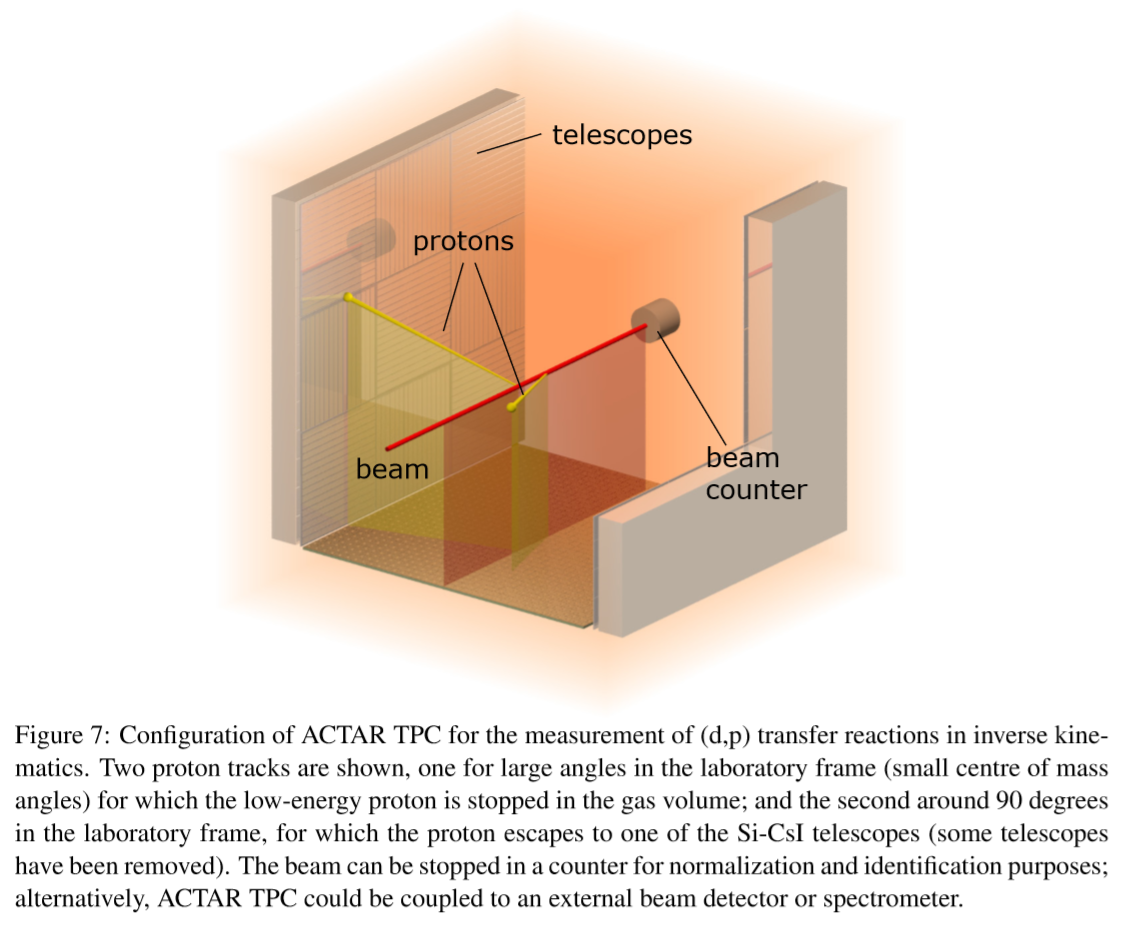 telescopes
protons
beam
beam
counter
Figure 7: Configuration of ACTAR TPC for the measurement of (d,p) transfer reactions in inverse kine-
matics. Two proton tracks are shown, one for large angles in the laboratory frame (small centre of mass
angles) for which the low-energy proton is stopped in the gas volume; and the second around 90 degrees
in the laboratory frame, for which the proton escapes to one of the Si-CsI telescopes (some telescopes
have been removed). The beam can be stopped in a counter for normalization and identification purposes;
alternatively, ACTAR TPC could be coupled to an external beam detector or spectrometer.